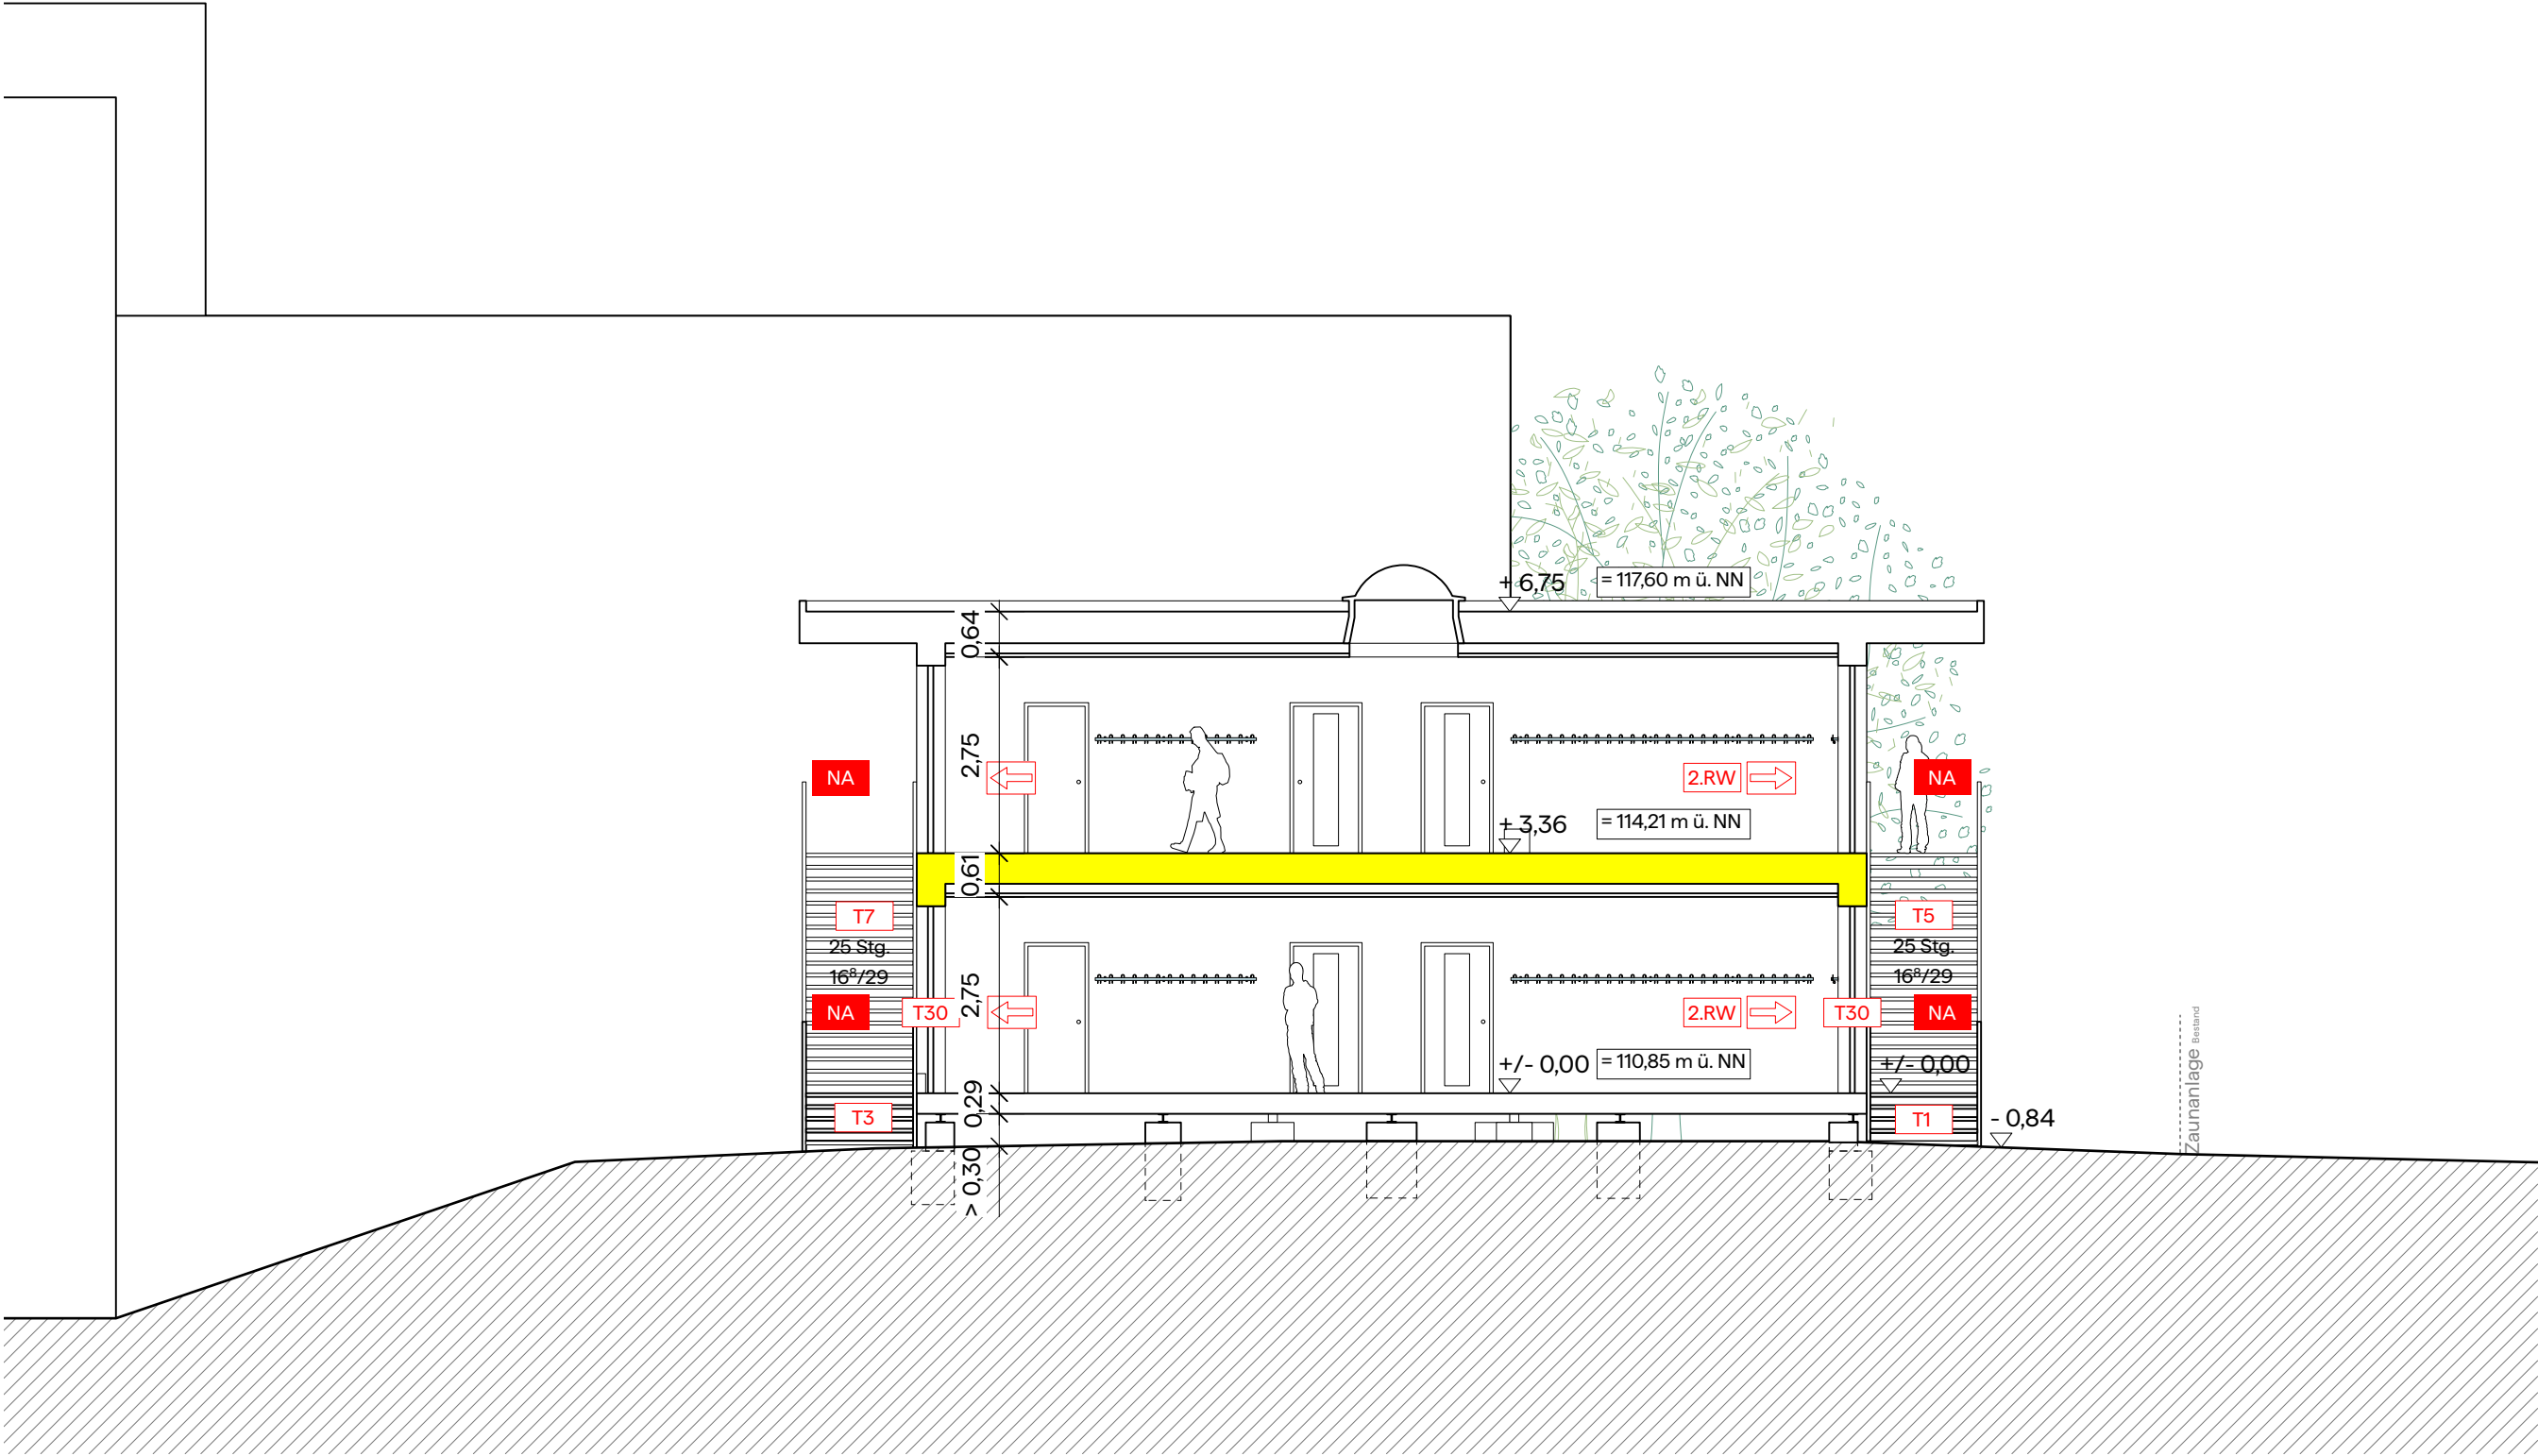 + 6,75
= 117,60 m ü. NN
0,64
2,75
NA
2.RW
NA
+ 3,36
= 114,21 m ü. NN
0,61
T7
25 Stg.
16⁸/29
T5
25 Stg.
16⁸/29
NA
T30
2,75
2.RW
T30
NA
+/- 0,00
= 110,85 m ü. NN
+/- 0,00
0,29
T3
T1
- 0,84
> 0,30
Zaunanlage Bestand